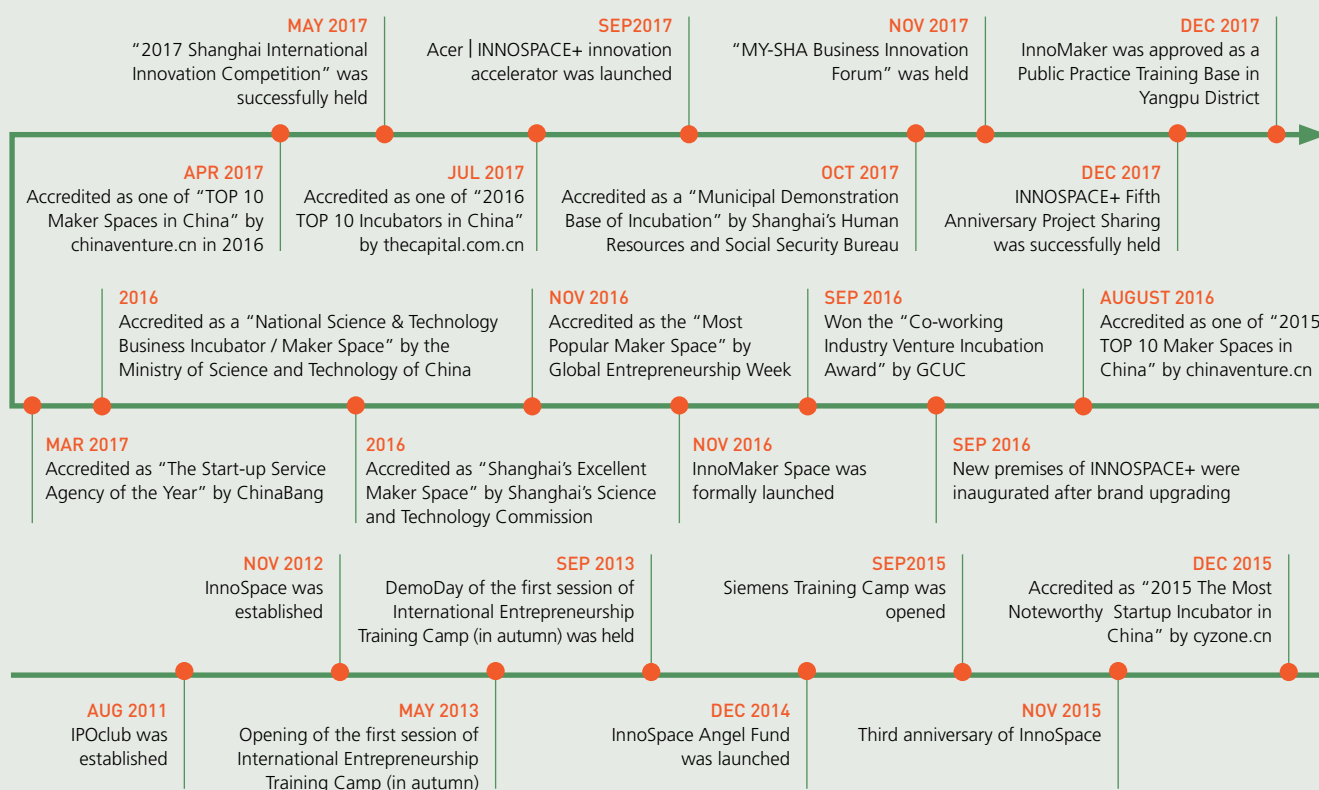 MAY 2017
“2017 Shanghai International
Innovation Competition” was
successfully held
SEP2017
Acer | INNOSPACE+ innovation
accelerator was launched
NOV 2017
“MY-SHA Business Innovation
Forum” was held
DEC 2017
InnoMaker was approved as a
Public Practice Training Base in
Yangpu District
APR 2017
Accredited as one of “TOP 10
Maker Spaces in China” by
chinaventure.cn in 2016
JUL 2017
Accredited as one of “2016
TOP 10 Incubators in China”
by thecapital.com.cn
OCT 2017
Accredited as a “Municipal Demonstration
Base of Incubation” by Shanghai’s Human
Resources and Social Security Bureau
DEC 2017
INNOSPACE+ Fifth
Anniversary Project Sharing
was successfully held
2016
Accredited as a “National Science & Technology
Business Incubator / Maker Space” by the
Ministry of Science and Technology of China
NOV 2016
Accredited as the “Most
Popular Maker Space” by
Global Entrepreneurship Week
SEP 2016
Won the “Co-working
Industry Venture Incubation
Award” by GCUC
AUGUST 2016
Accredited as one of “2015
TOP 10 Maker Spaces in
China” by chinaventure.cn
MAR 2017
Accredited as “The Start-up Service
Agency of the Year” by ChinaBang
2016
Accredited as “Shanghai’s Excellent
Maker Space” by Shanghai’s Science
and Technology Commission
NOV 2016
InnoMaker Space was
formally launched
SEP 2016
New premises of INNOSPACE+ were
inaugurated after brand upgrading
NOV 2012
InnoSpace was
established
SEP 2013
DemoDay of the first session of
International Entrepreneurship
Training Camp (in autumn) was held
SEP2015
Siemens Training Camp was
opened
DEC 2015
Accredited as “2015 The Most
Noteworthy Startup Incubator in
China” by cyzone.cn
AUG 2011
IPOclub was
established
MAY 2013
Opening of the first session of
International Entrepreneurship
Training Camp (in autumn)
DEC 2014
InnoSpace Angel Fund
was launched
NOV 2015
Third anniversary of InnoSpace